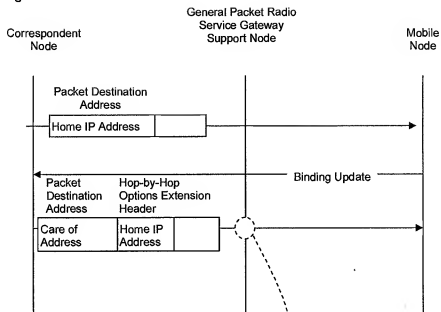 General Packet Radio
Service Gateway
Support Node
Correspondent
Node
Mobile
Node
Packet Destination
Address
Home IP Address
Binding Update
Packet
Destination
Address
Hop-by-Hop
Options Extension
Header
Care of
Address
Home IP
Address